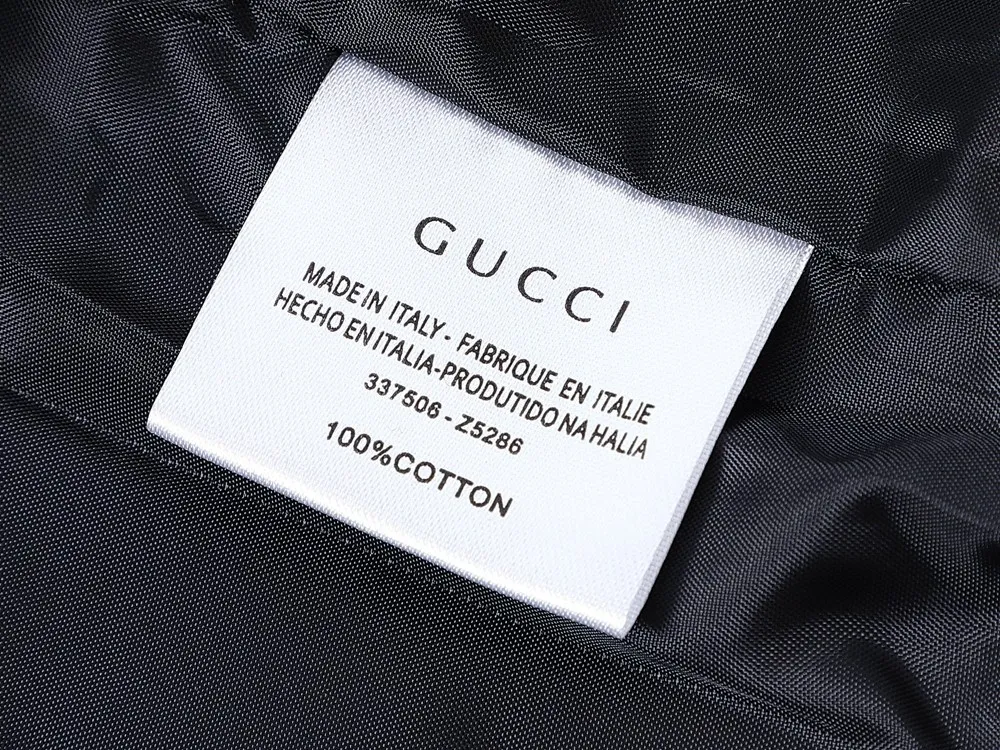 GUCCI
MADE IN ITALY - FABRIQUE EN ITALIE
HECHO EN ITALIA-PRODUTIDO NA HALIA
337506 - Z5286
100%COTTON